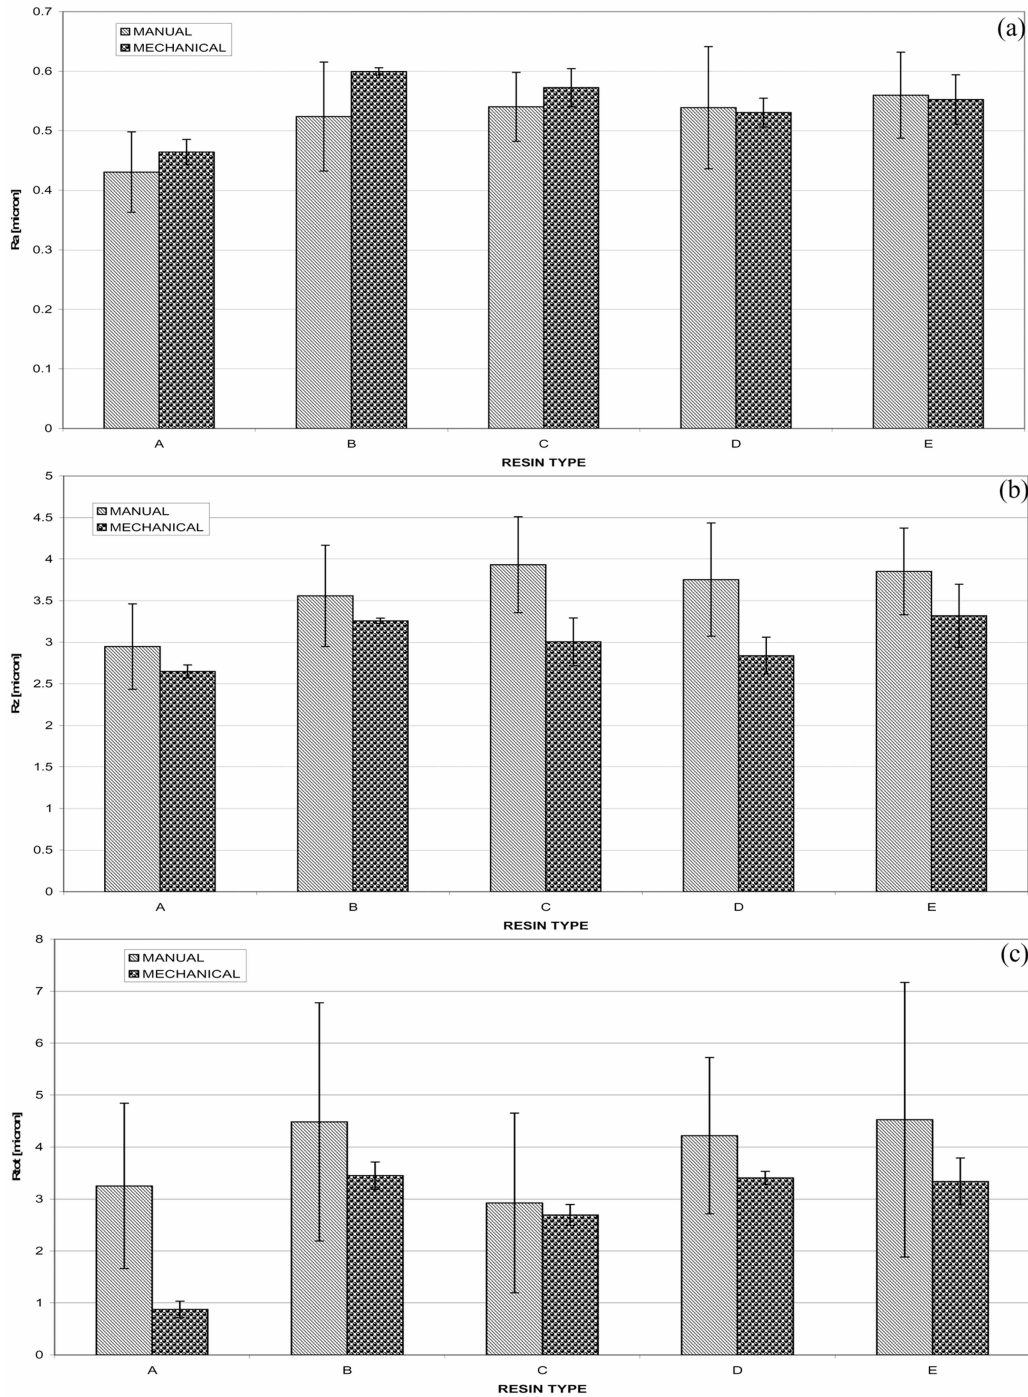 (a)
MANUAL
MECHANICAL
0.7
0.6
0.5
0.4
0.3
0.2
0.1
0
Ra [micron]
A B C D E
RESIN TYPE
(b)
MANUAL
MECHANICAL
5
4.5
4
3.5
3
2.5
2
1.5
1
0.5
0
Rz [micron]
A B C D E
RESIN TYPE
(c)
MANUAL
MECHANICAL
8
7
6
5
4
3
2
1
0
Rtot [micron]
A B C D E
RESIN TYPE